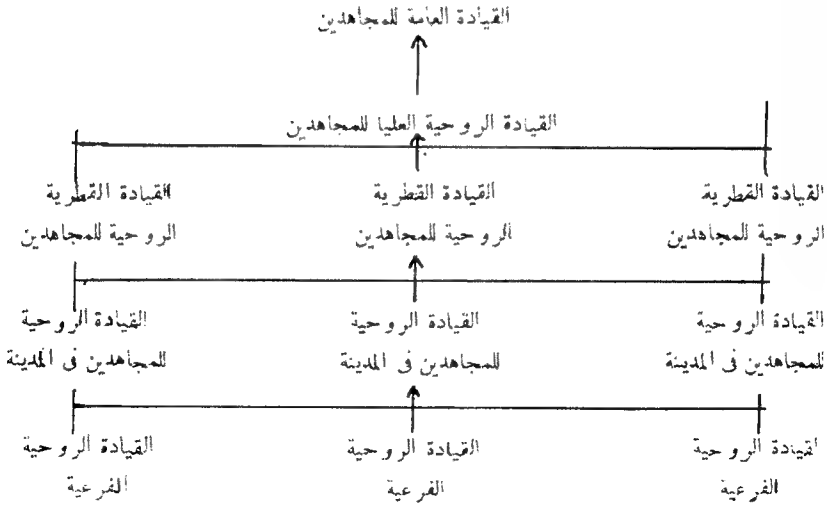 القيادة العامة للمجاهدين
القيادة الروحية العليا للمجاهدين
القيادة القطرية القيادة القطرية القيادة القطرية
الروحية للمجاهدين الروحية للمجاهدين الروحية للمجاهدين
القيادة الروحية القيادة الروحية القيادة الروحية
للمجاهدين فى المدينة للمجاهدين فى المدينة للمجاهدين فى المدينة
القيادة الروحية القيادة الروحية القيادة الروحية
الفرعية الفرعية الفرعية